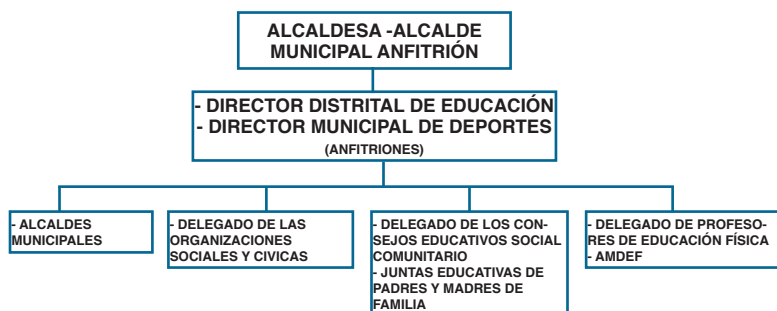 ALCALDESA -ALCALDE
MUNICIPAL ANFITRIÓN
- DIRECTOR DISTRITAL DE EDUCACIÓN
- DIRECTOR MUNICIPAL DE DEPORTES
(ANFITRIONES)
- ALCALDES
MUNICIPALES
- DELEGADO DE LAS
ORGANIZACIONES
SOCIALES Y CIVICAS
- DELEGADO DE LOS CON-
SEJOS EDUCATIVOS SOCIAL
COMUNITARIO
- JUNTAS EDUCATIVAS DE
PADRES Y MADRES DE
FAMILIA
- DELEGADO DE PROFESO-
RES DE EDUCACIÓN FÍSICA
- AMDEF